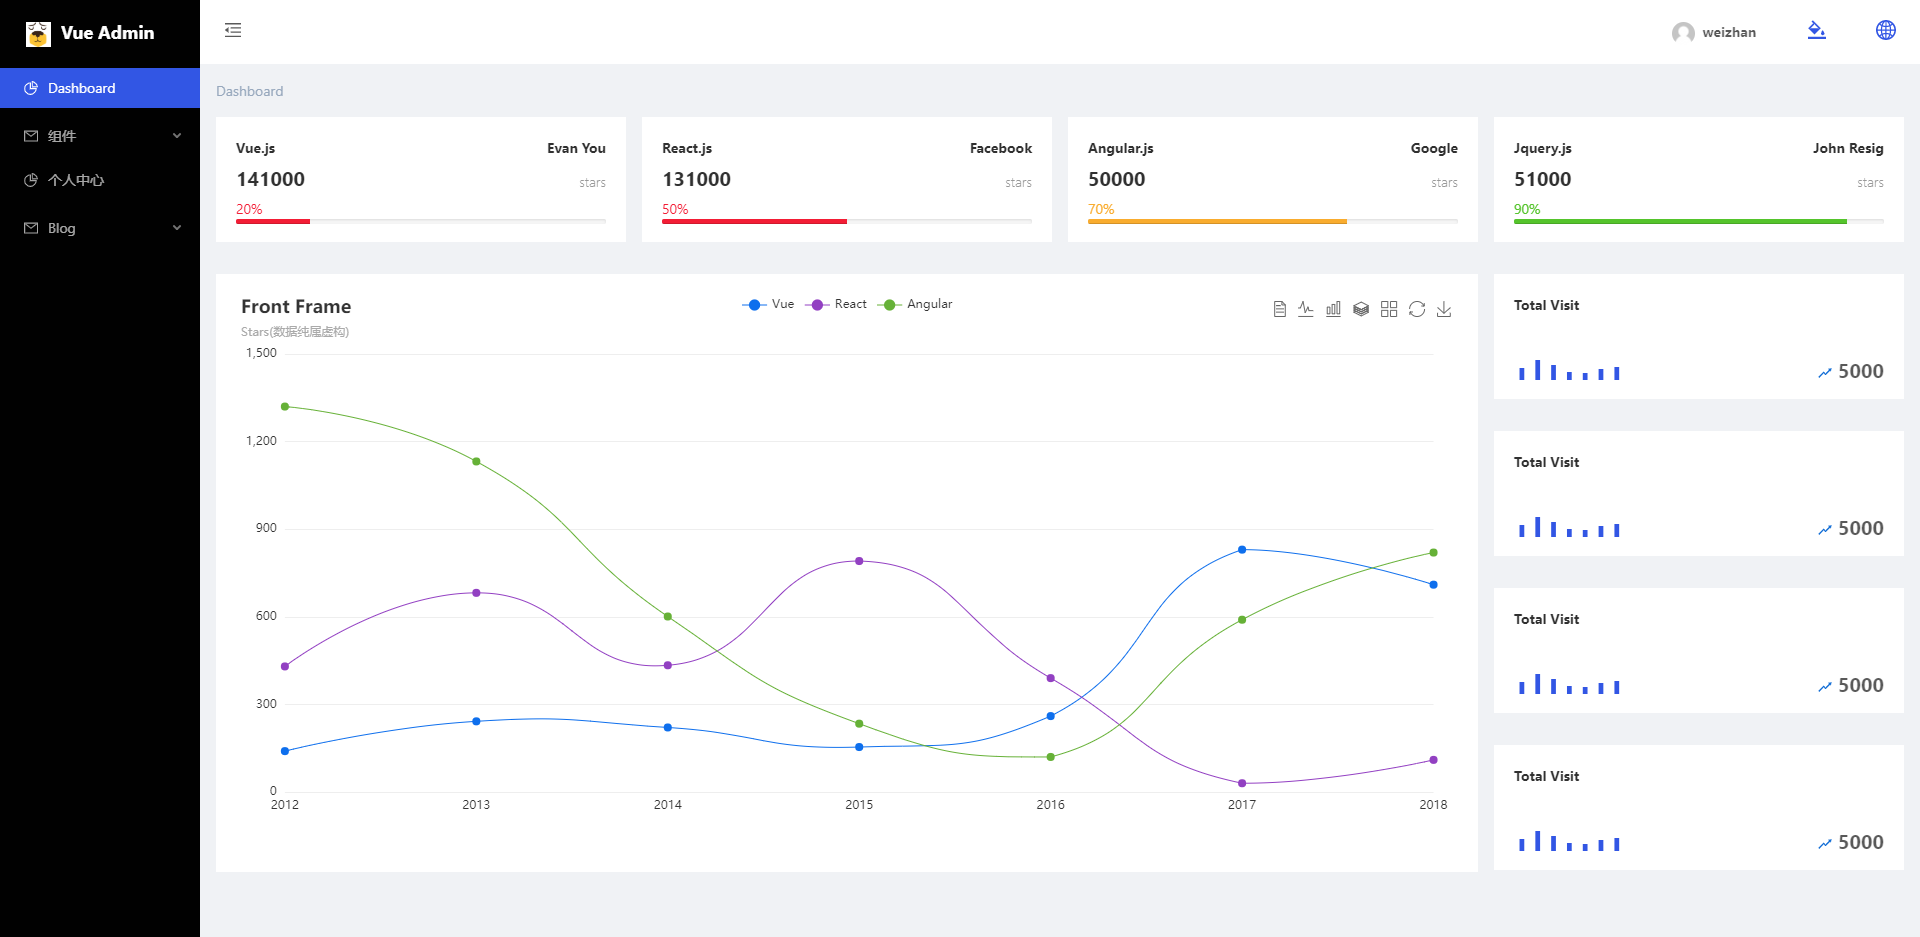 Vue Admin
weizhan
Dashboard
组件
个人中心
Blog
Dashboard
Vue.js Evan You
141000 stars
20%
React.js Facebook
131000 stars
50%
Angular.js Google
50000 stars
70%
Jquery.js John Resig
51000 stars
90%
Front Frame
Stars(数据纯属虚构)
Vue React Angular
1,500
1,200
900
600
300
0
2012 2013 2014 2015 2016 2017 2018
Total Visit
5000
Total Visit
5000
Total Visit
5000
Total Visit
5000